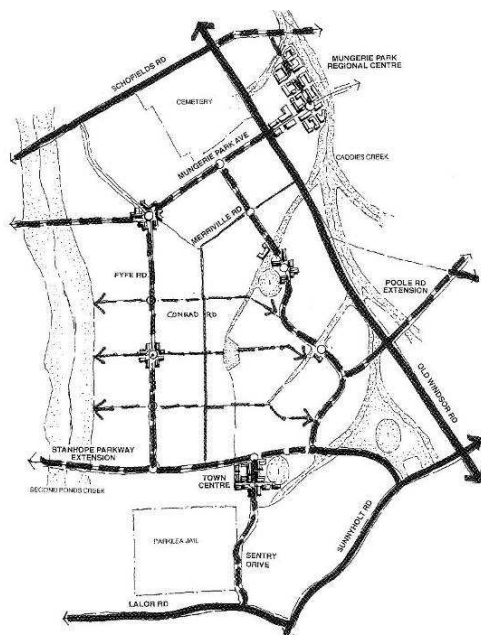 SCHOFIELDS RD
MUNGERIE PARK
REGIONAL CENTRE
CEMETERY
MUNGERIE PARK AVE
CADDIES CREEK
MERRIVILLE RD
FYFE RD
CONRAD RD
POOLE RD
EXTENSION
OLD WINDSOR RD
STANHOPE PARKWAY
EXTENSION
SECOND PONDS CREEK
TOWN
CENTRE
PARKLEA JAIL
SENTRY
DRIVE
SUNNYHOLT RD
LALOR RD